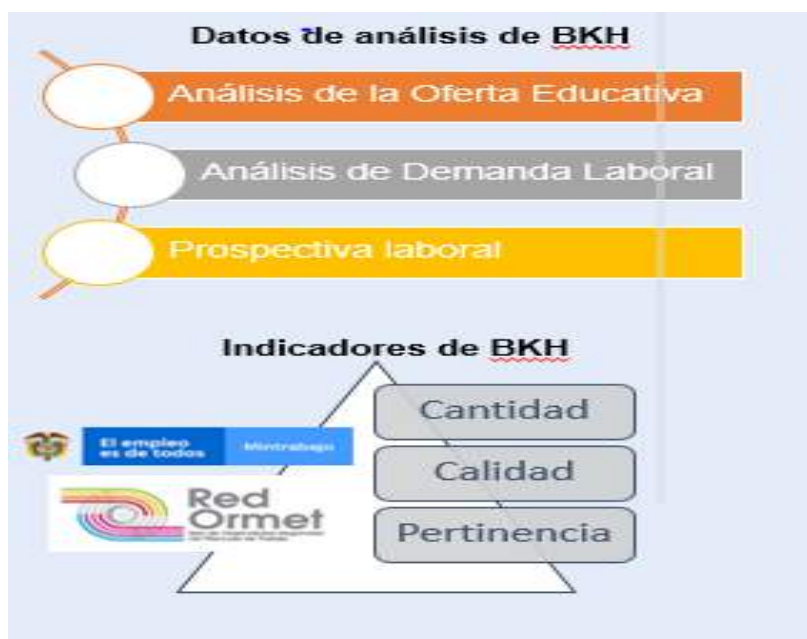 Datos de análisis de BKH
Análisis de la Oferta Educativa
Análisis de Demanda Laboral
Prospectiva laboral
Indicadores de BKH
Cantidad
El empleo
es de todos
Mintrabajo
Calidad
Red
Ormet
Pertinencia